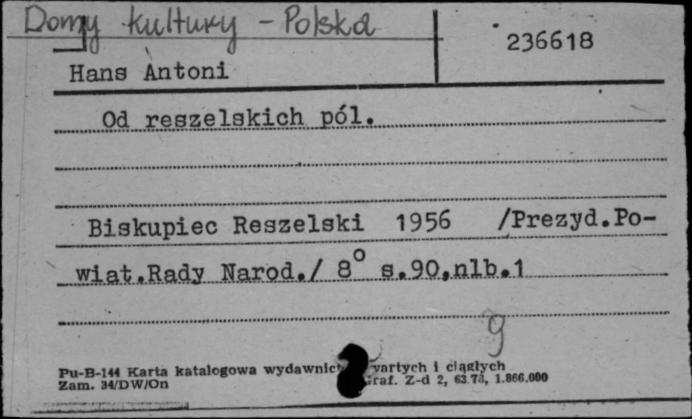 Domy kultury - Polska
236618
Hans Antoni
Od reszelskich pól.
Biskupiec Reszelski 1956 /Prezyd.Po-
wiat.Rady Narod./ 8° s.90,nlb.1
9
Pu-B-144 Karta katalogowa wydawnictw zwartych i ciągłych
Zam. 34/DW/On Graf. Z-d 2, 63.73, 1.866.000